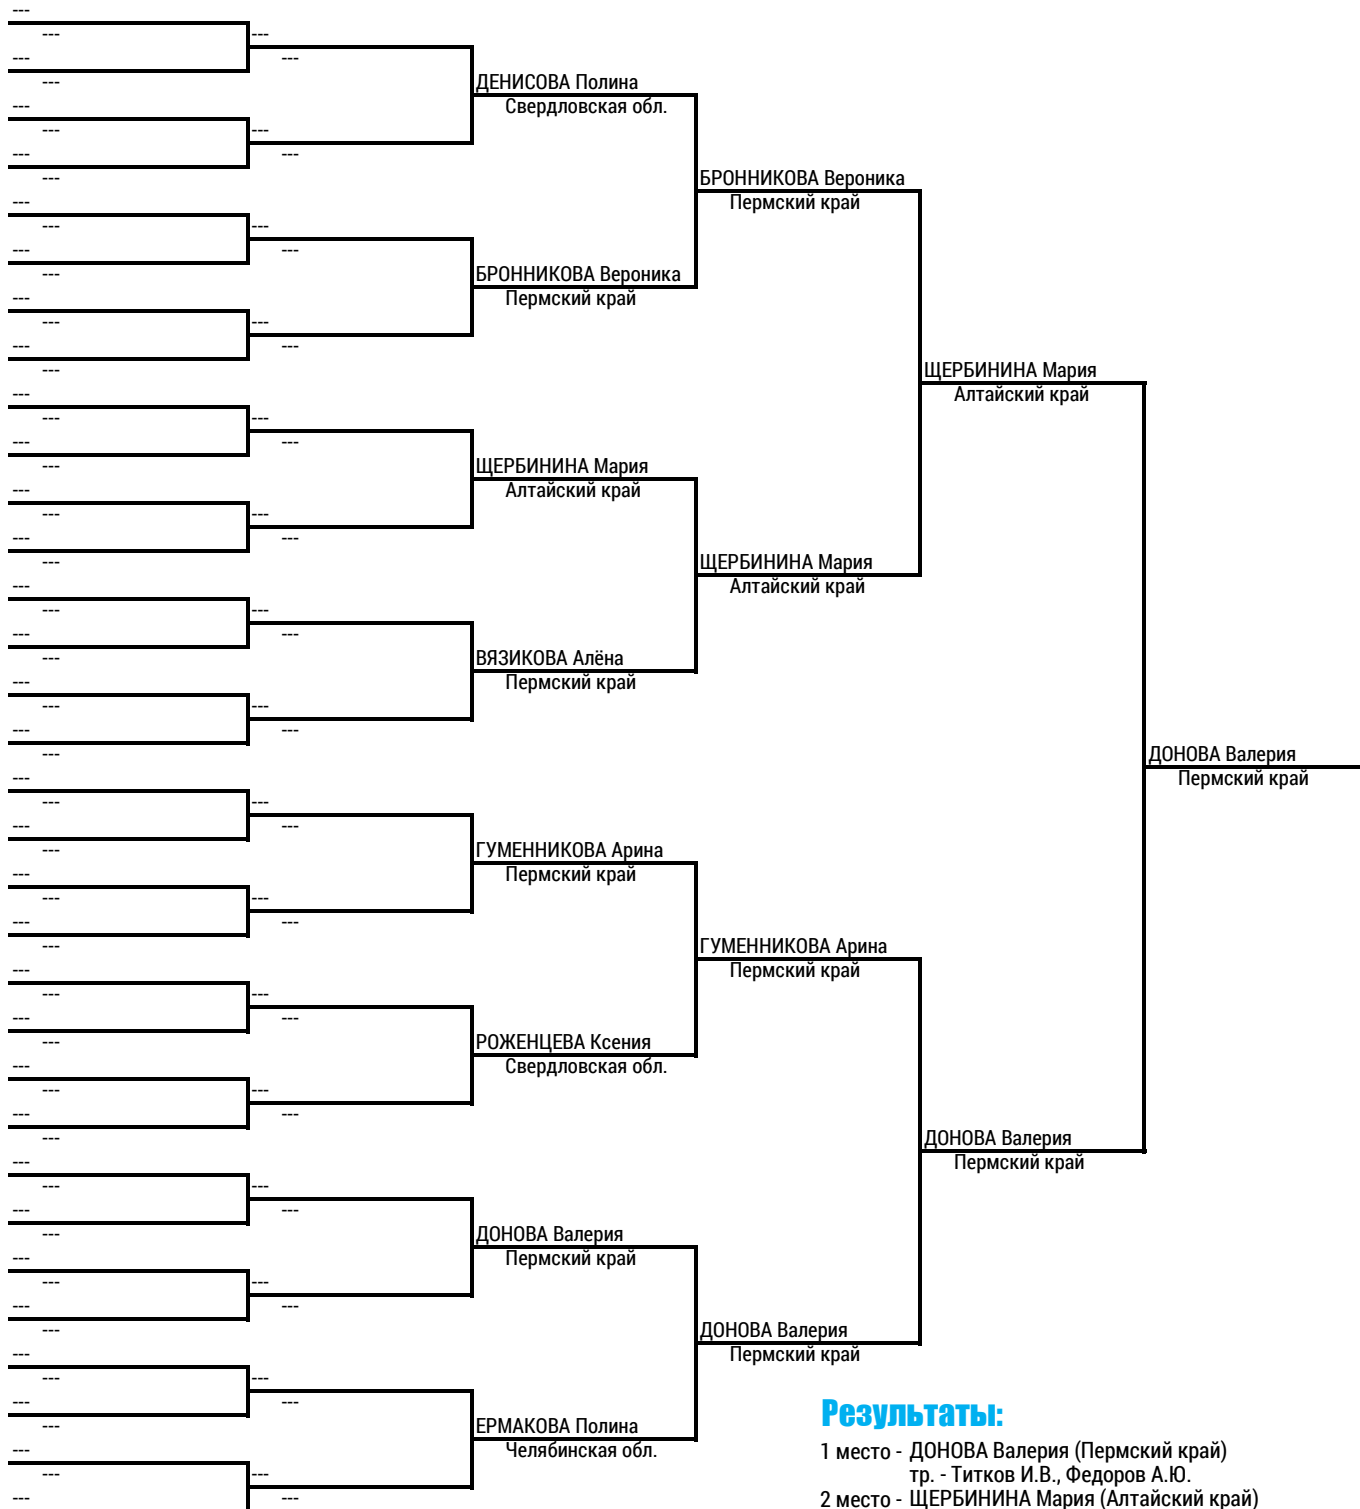 ДЕНИСОВА Полина
Свердловская обл.
БРОННИКОВА Вероника
Пермский край
БРОННИКОВА Вероника
Пермский край
ЩЕРБИНИНА Мария
Алтайский край
ЩЕРБИНИНА Мария
Алтайский край
ЩЕРБИНИНА Мария
Алтайский край
ВЯЗИКОВА Алёна
Пермский край
ДОНОВА Валерия
Пермский край
ГУМЕННИКОВА Арина
Пермский край
ГУМЕННИКОВА Арина
Пермский край
РОЖЕНЦЕВА Ксения
Свердловская обл.
ДОНОВА Валерия
Пермский край
ДОНОВА Валерия
Пермский край
ДОНОВА Валерия
Пермский край
ЕРМАКОВА Полина
Челябинская обл.
Результаты:
1 место - ДОНОВА Валерия (Пермский край)
тр. - Титков И.В., Федоров А.Ю.
2 место - ЩЕРБИНИНА Мария (Алтайский край)